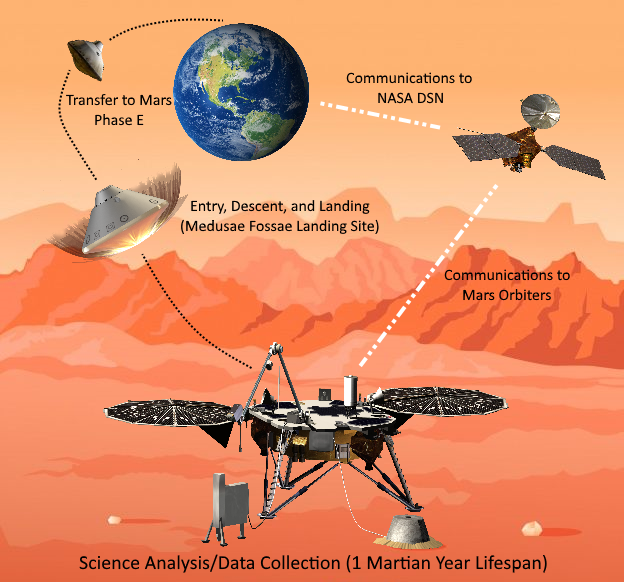 Communications to
NASA DSN
Transfer to Mars
Phase E
Entry, Descent, and Landing
(Medusae Fossae Landing Site)
Communications to
Mars Orbiters
Science Analysis/Data Collection (1 Martian Year Lifespan)